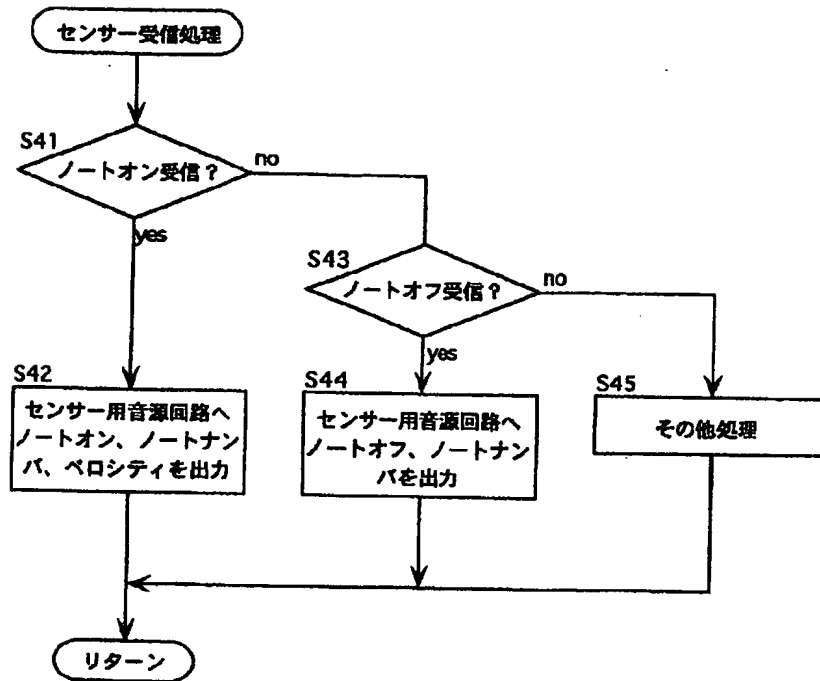 センサー受信処理
S41
ノートオン受信？
no
yes
S43
ノートオフ受信？
no
yes
S42
センサー用音源回路へ
ノートオン、ノートナン
バ、ベロシティを出力
S44
センサー用音源回路へ
ノートオフ、ノートナン
バを出力
S45
その他処理
リターン